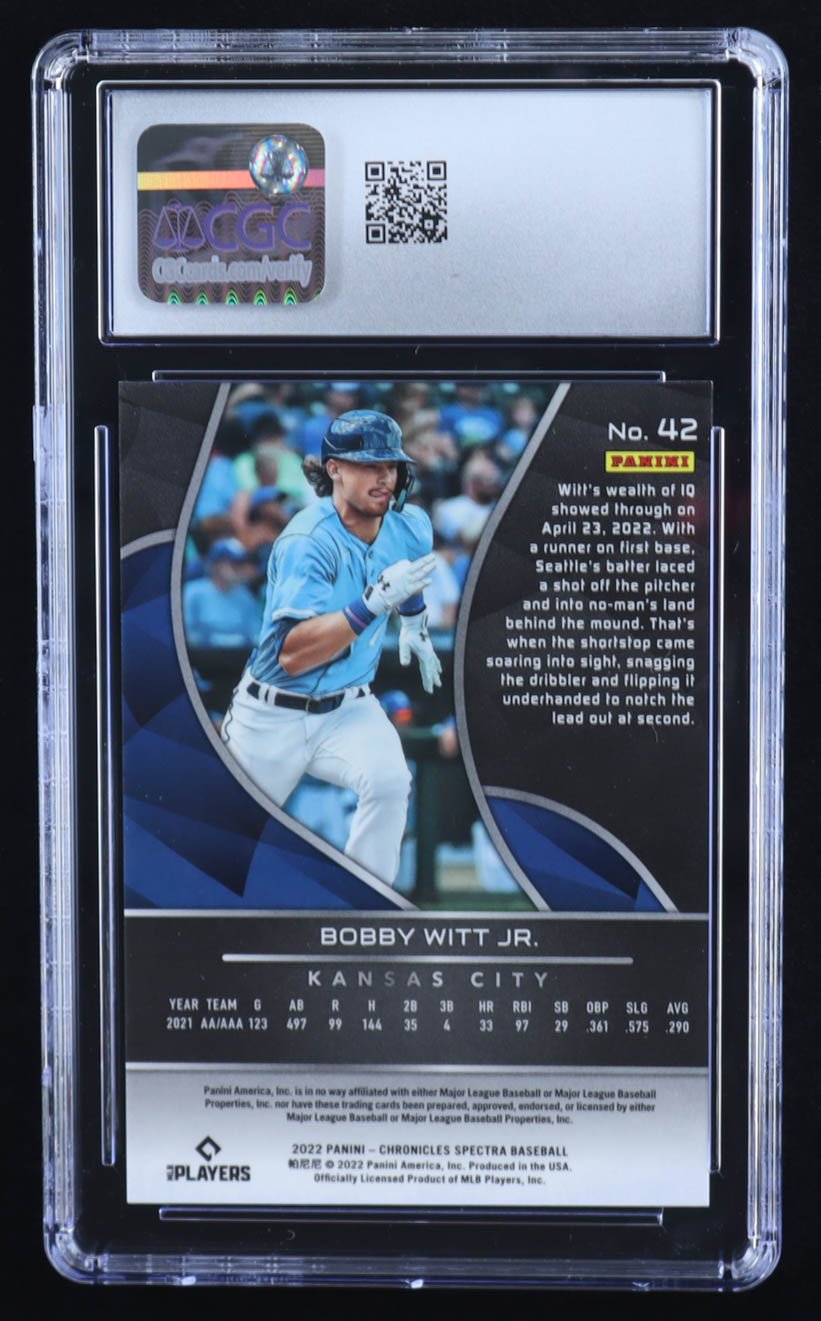 CGC
CGCcards.com/verify
No. 42
PANINI
Witt's wealth of IQ
showed through on
April 23, 2022. With
a runner on first base,
Seattle's batter laced
a shot off the pitcher
and into no-man's land
behind the mound. That's
when the shortstop came
soaring into sight, snagging
the dribbler and flipping it
underhanded to notch the
lead out at second.
BOBBY WITT JR.
KANSAS CITY
YEAR TEAM G AB R H 2B 3B HR RBI SB OBP SLG AVG
2021 AA/AAA 123 497 99 144 35 4 33 97 29 .361 .575 .290
Panini America, Inc. is in no way affiliated with either Major League Baseball or Major League Baseball
Properties, Inc. nor have these trading cards been prepared, approved, endorsed, or licensed by either
Major League Baseball or Major League Baseball Properties, Inc.
MLB PLAYERS
2022 PANINI – CHRONICLES SPECTRA BASEBALL
帕尼尼 © 2022 Panini America, Inc. Produced in the USA.
Officially Licensed Product of MLB Players, Inc.